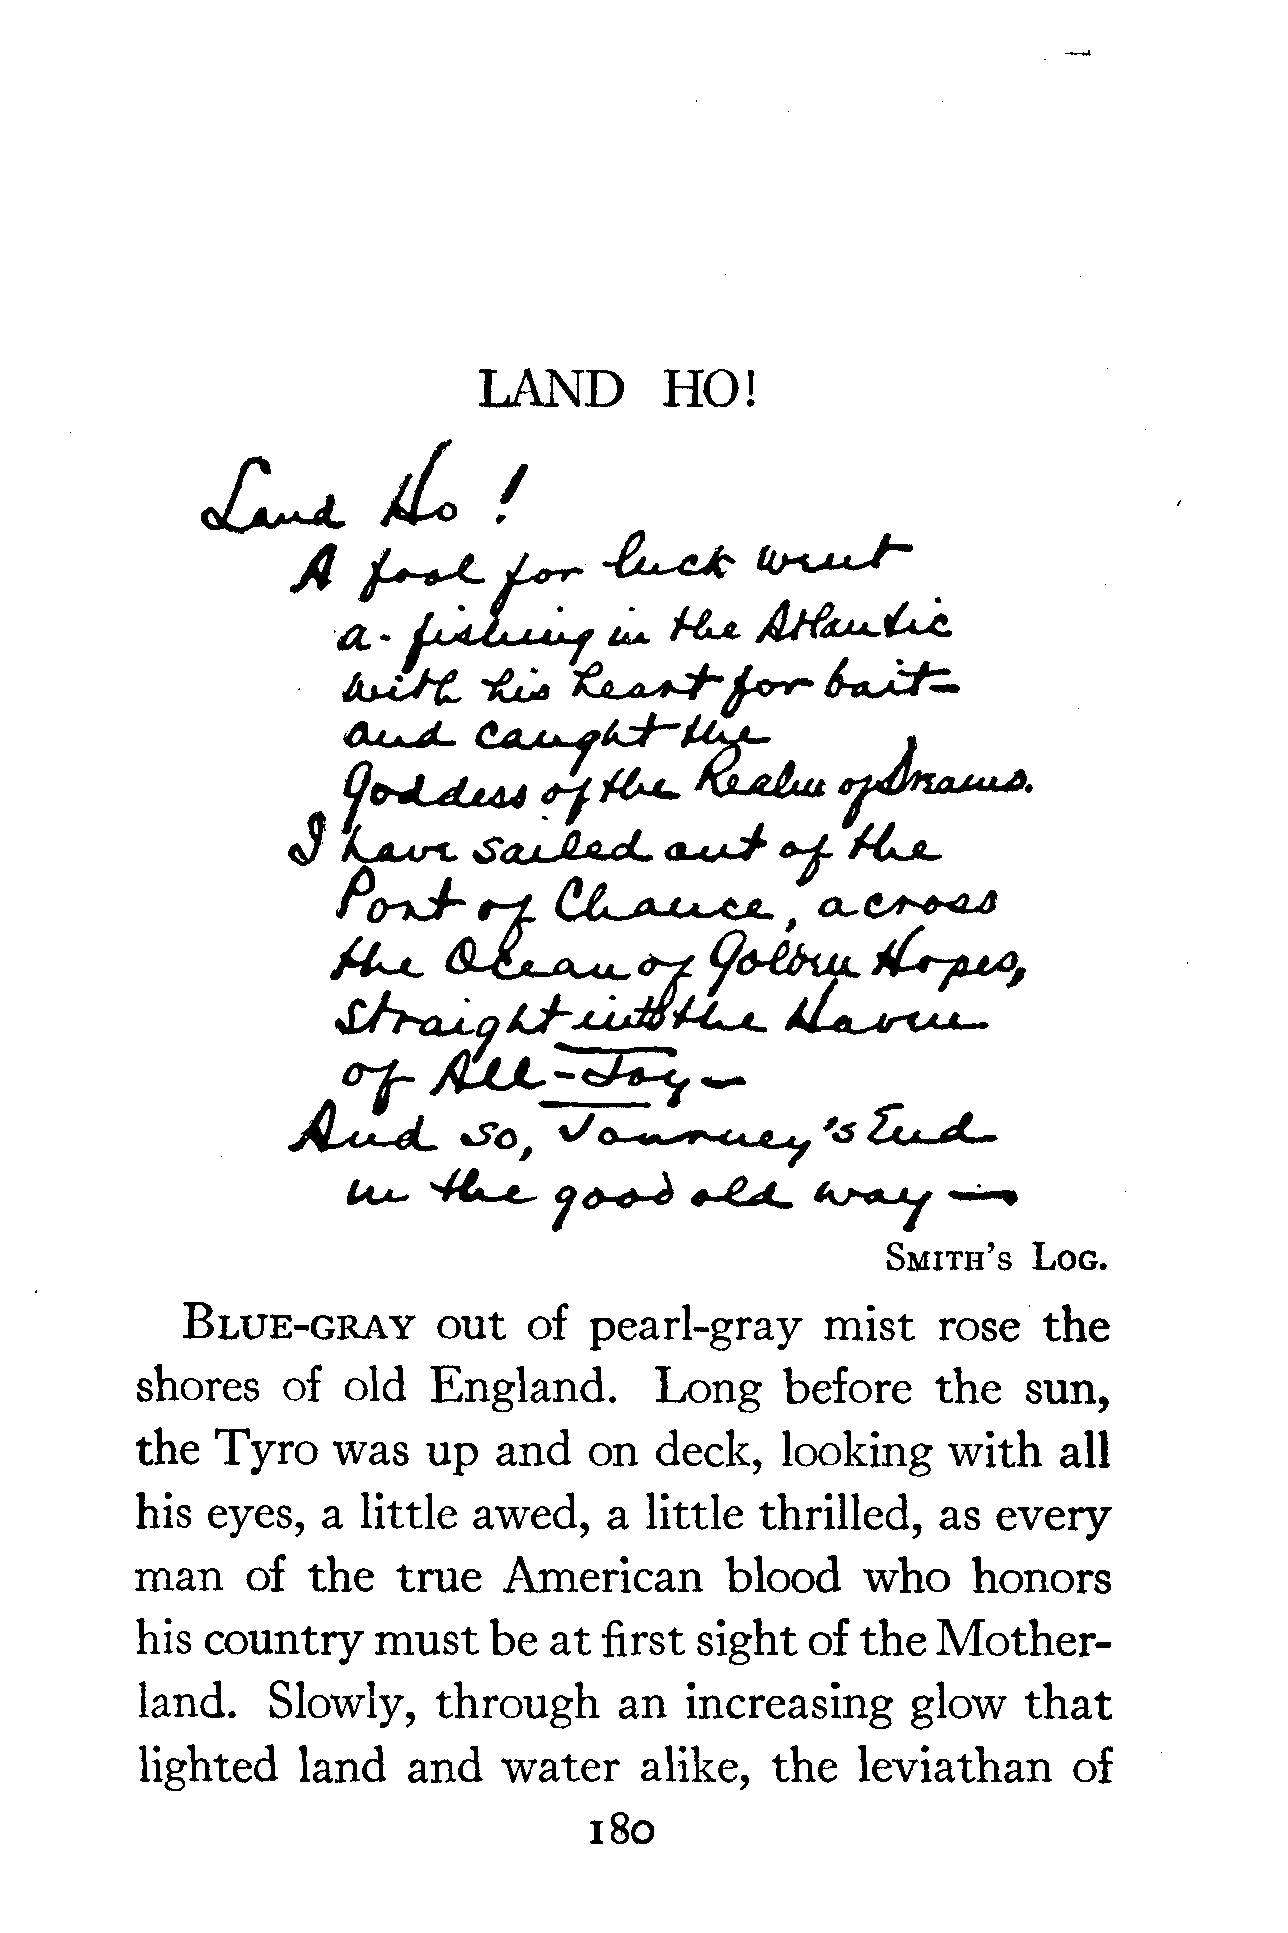 LAND HO!
Land Ho!
A fool for luck went
a-fishing in the Atlantic
with his heart for bait—
and caught the
Goddess of the Realm of Dreams.
I have sailed out of the
Port of Chance, across
the Ocean of Golden Hopes,
straight into the Haven
of All-Joy—
And so, Journey's End
in the good old way—
SMITH'S LOG.
BLUE-GRAY out of pearl-gray mist rose the
shores of old England. Long before the sun,
the Tyro was up and on deck, looking with all
his eyes, a little awed, a little thrilled, as every
man of the true American blood who honors
his country must be at first sight of the Mother-
land. Slowly, through an increasing glow that
lighted land and water alike, the leviathan of
180